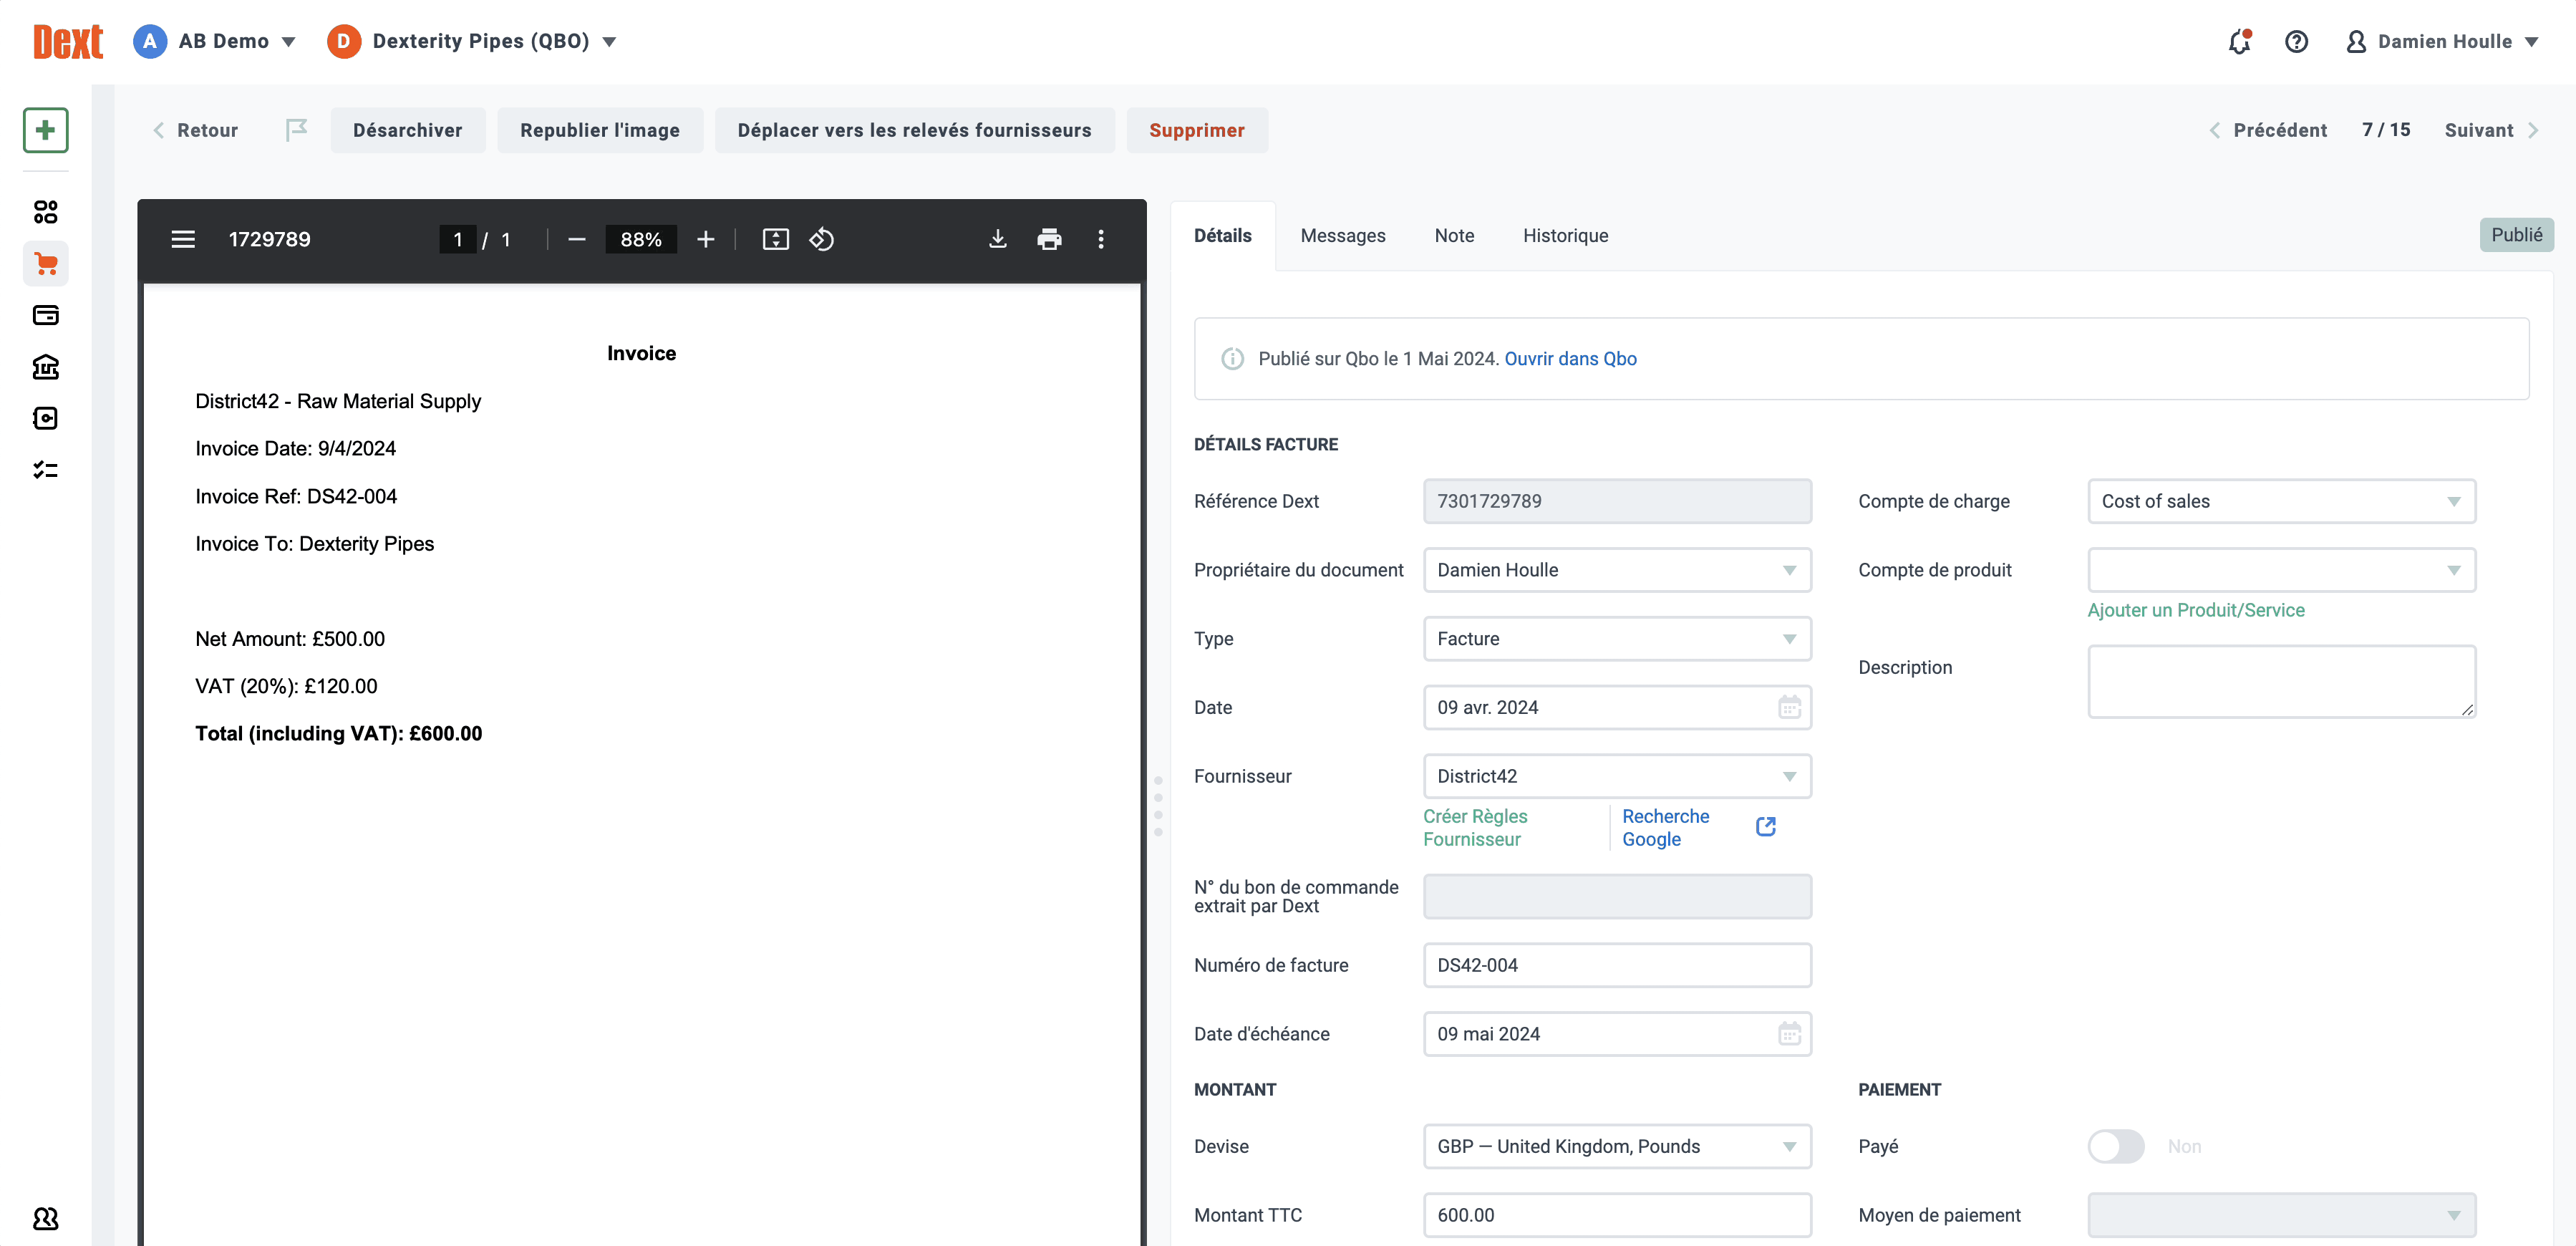 Dext
A AB Demo
D Dexterity Pipes (QBO)
Damien Houlle
Retour
Désarchiver
Republier l'image
Déplacer vers les relevés fournisseurs
Supprimer
Précédent
7 / 15
Suivant
1729789
1 / 1
88%
Invoice
District42 - Raw Material Supply
Invoice Date: 9/4/2024
Invoice Ref: DS42-004
Invoice To: Dexterity Pipes
Net Amount: £500.00
VAT (20%): £120.00
Total (including VAT): £600.00
Détails
Messages
Note
Historique
Publié
Publié sur Qbo le 1 Mai 2024. Ouvrir dans Qbo
DÉTAILS FACTURE
Référence Dext
7301729789
Propriétaire du document
Damien Houlle
Type
Facture
Date
09 avr. 2024
Fournisseur
District42
Créer Règles
Fournisseur
Recherche
Google
N° du bon de commande
extrait par Dext
Numéro de facture
DS42-004
Date d'échéance
09 mai 2024
Compte de charge
Cost of sales
Compte de produit
Ajouter un Produit/Service
Description
MONTANT
Devise
GBP — United Kingdom, Pounds
Montant TTC
600.00
PAIEMENT
Payé
Non
Moyen de paiement